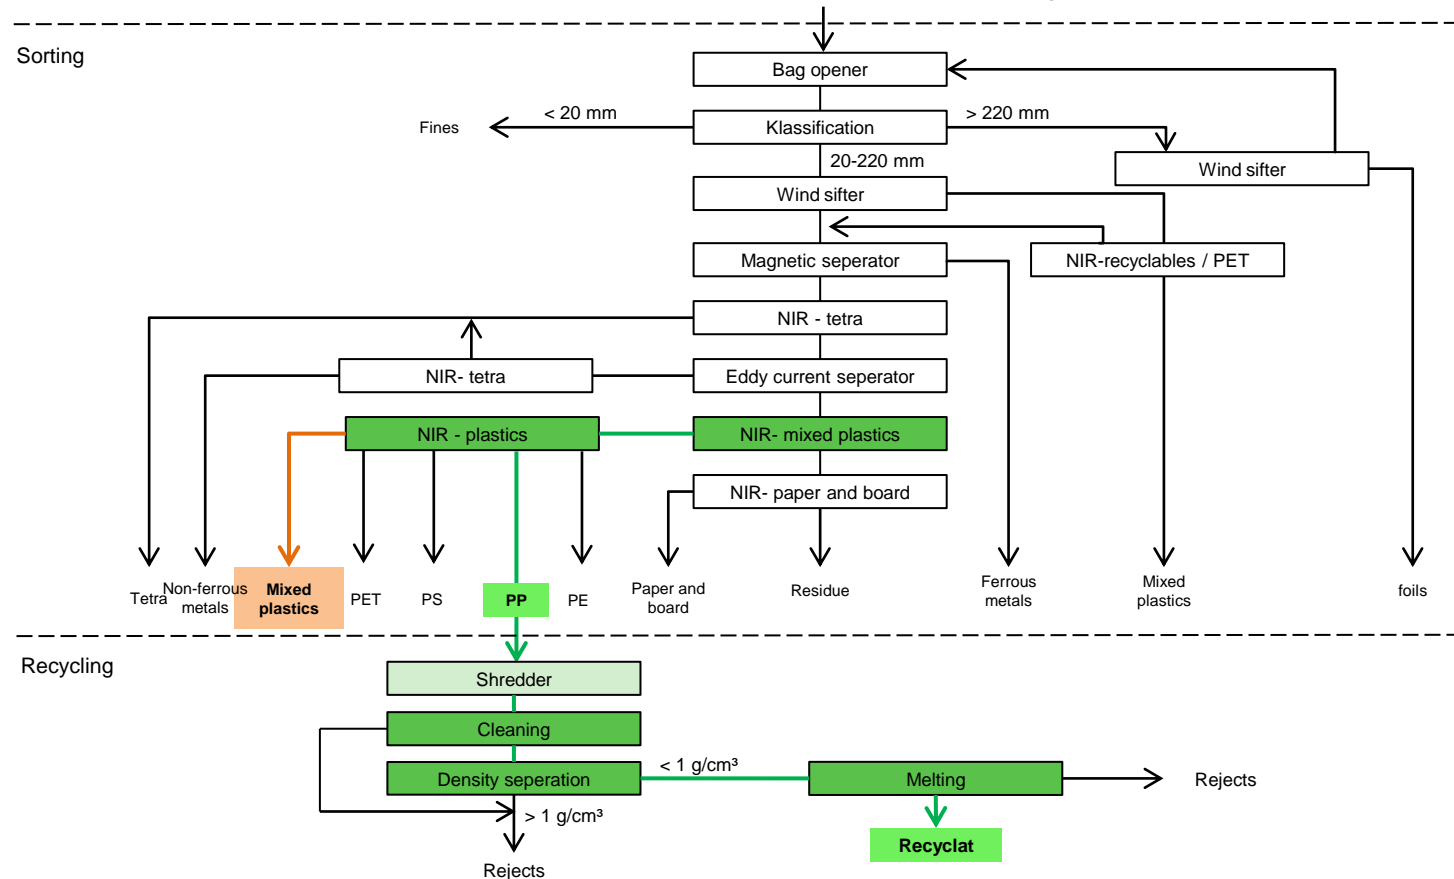 Sorting
Bag opener
Fines
< 20 mm
Klassification
> 220 mm
20-220 mm
Wind sifter
Wind sifter
Magnetic seperator
NIR-recyclables / PET
NIR - tetra
NIR- tetra
Eddy current seperator
NIR - plastics
NIR- mixed plastics
NIR- paper and board
Tetra
Non-ferrous
metals
Mixed
plastics
PET
PS
PP
PE
Paper and
board
Residue
Ferrous
metals
Mixed
plastics
foils
Recycling
Shredder
Cleaning
Density seperation
< 1 g/cm³
Melting
Rejects
> 1 g/cm³
Recyclat
Rejects